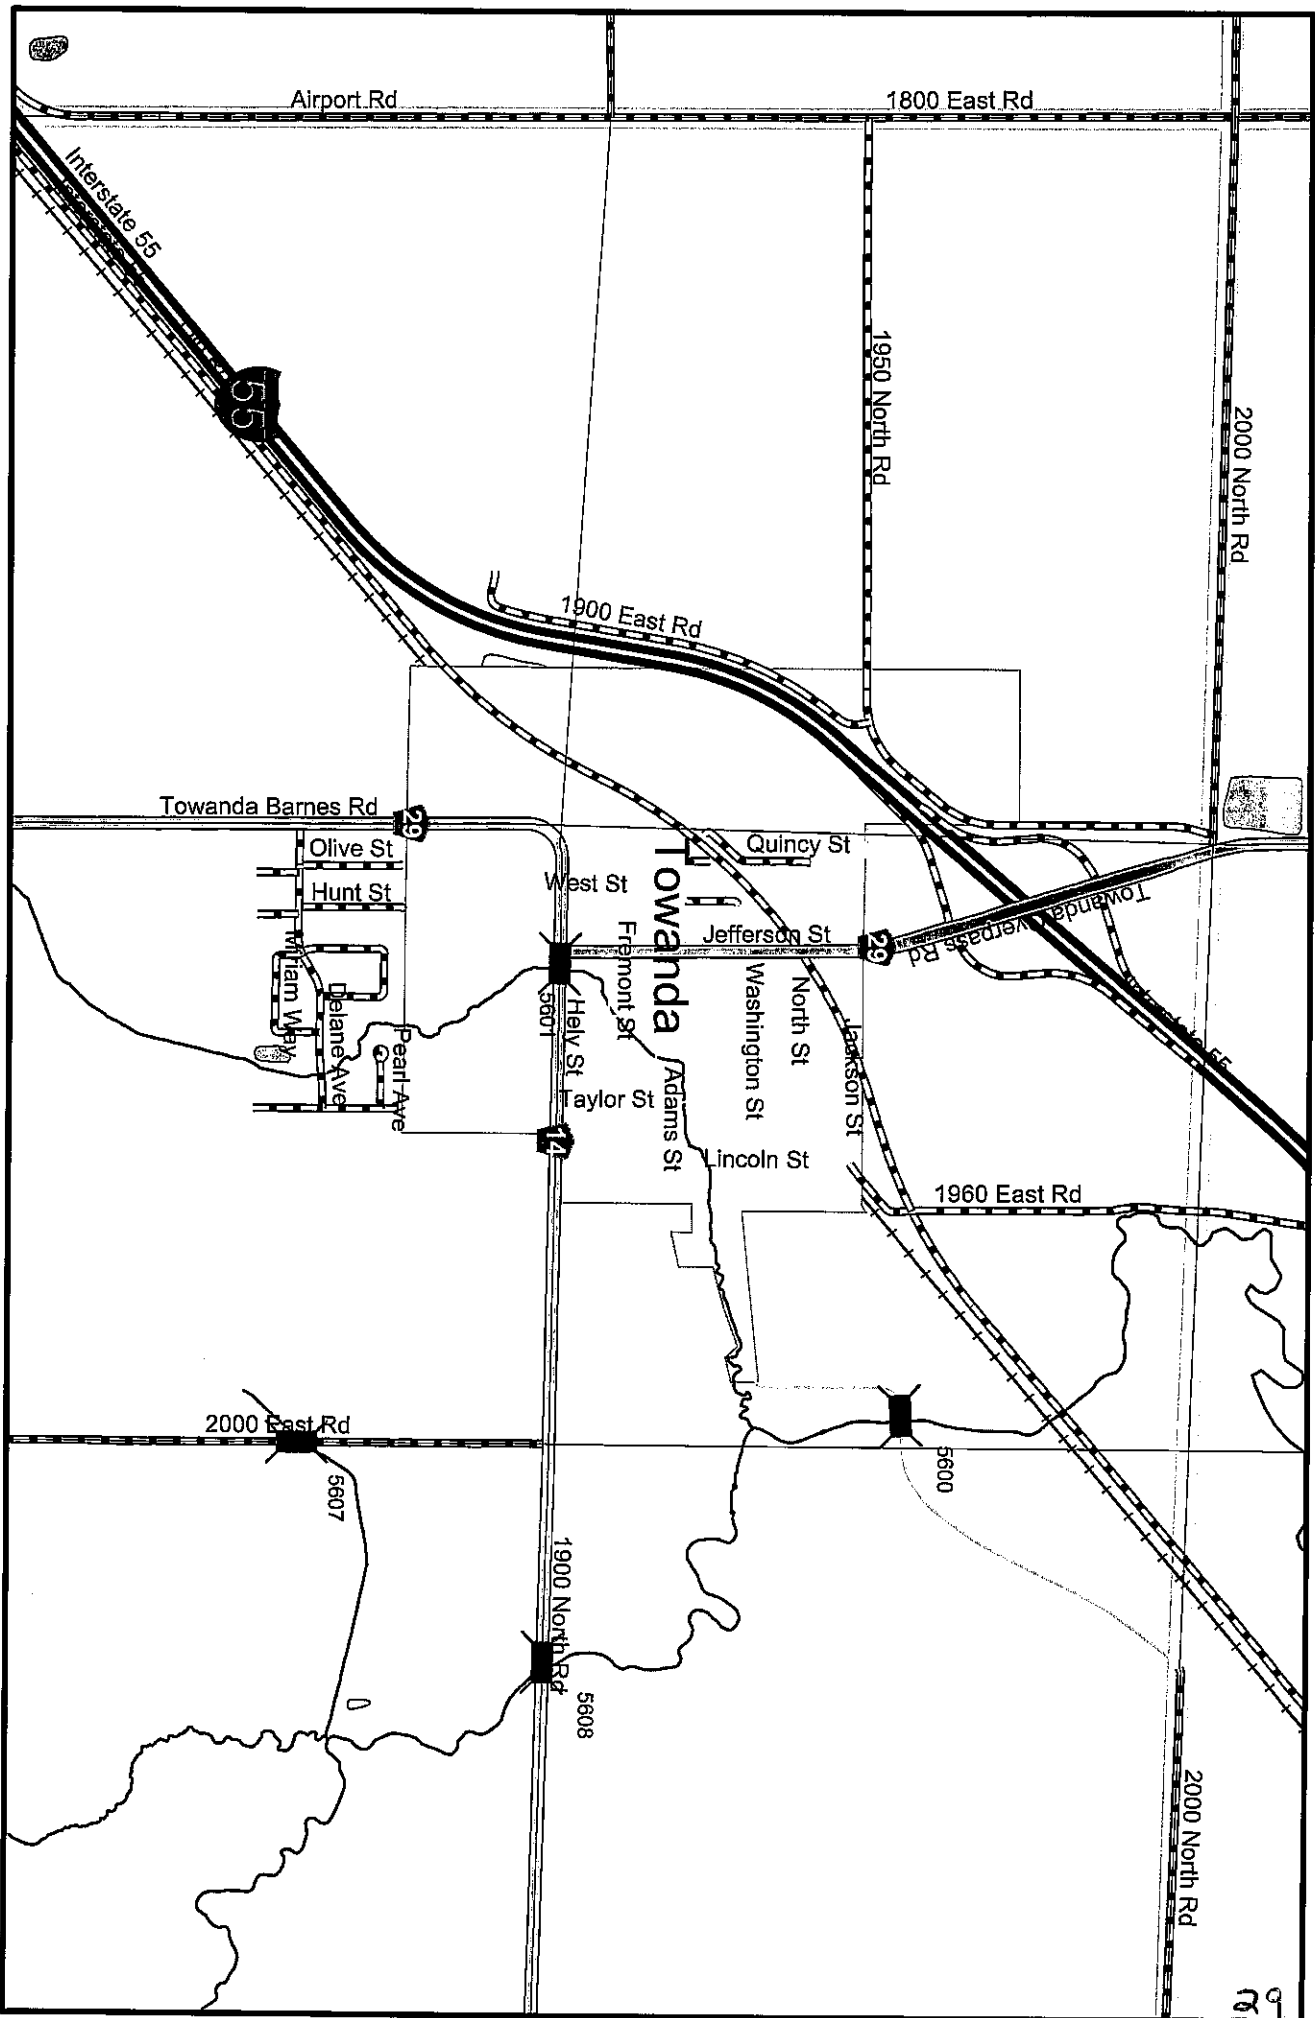 Airport Rd
1800 East Rd
Interstate 55
55
1950 North Rd
2000 North Rd
1900 East Rd
Towanda Barnes Rd
29
Olive St
Hunt St
Quincy St
West St
Towanda
Jefferson St
29
Towanda Overpass Rd
Fremont St
Washington St
North St
Jackson St
Interstate 55
Miriam Way
Delane Ave
Pearl Ave
5601
Hely St
Taylor St
Adams St
14
Lincoln St
1960 East Rd
2000 East Rd
5607
5600
1900 North Rd
5608
2000 North Rd
29